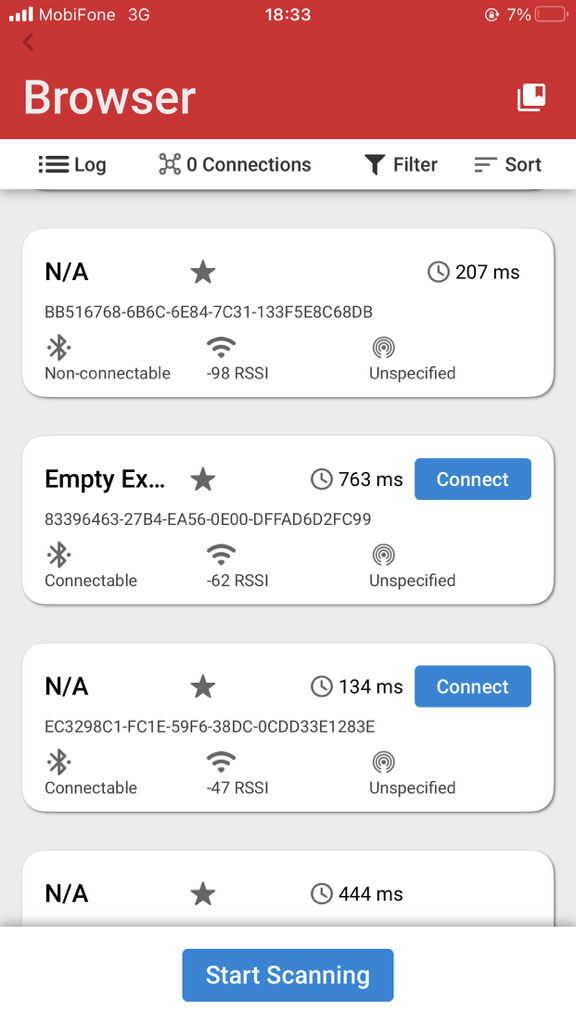 MobiFone 3G 18:33 7%
Browser
Log 0 Connections Filter Sort
N/A 207 ms
BB516768-6B6C-6E84-7C31-133F5E8C68DB
Non-connectable -98 RSSI Unspecified
Empty Ex... 763 ms Connect
83396463-27B4-EA56-0E00-DFFAD6D2FC99
Connectable -62 RSSI Unspecified
N/A 134 ms Connect
EC3298C1-FC1E-59F6-38DC-0CDD33E1283E
Connectable -47 RSSI Unspecified
N/A 444 ms
Start Scanning